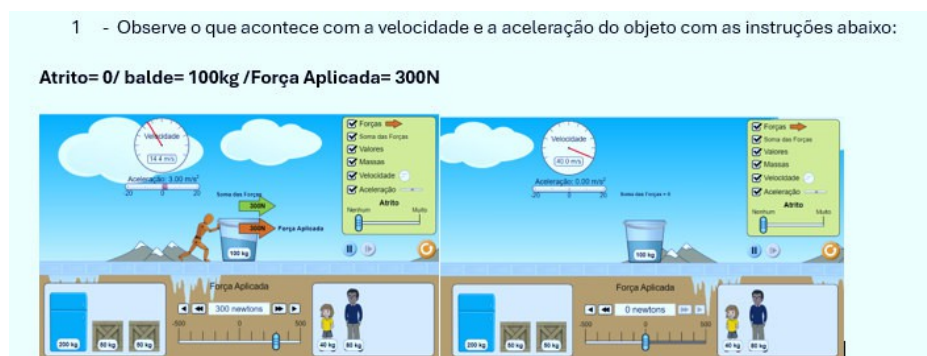 1 - Observe o que acontece com a velocidade e a aceleração do objeto com as instruções abaixo:
Atrito= 0/ balde= 100kg /Força Aplicada= 300N
Velocidade
14.4 m/s
Aceleração: 3.00 m/s²
-20 0 20
Soma das Forças
300N
300N Força Aplicada
100 kg
Forças
Soma das Forças
Valores
Massas
Velocidade
Aceleração
Atrito
Nenhum Muito
Força Aplicada
300 newtons
-500 0 500
200 kg 50 kg 50 kg
40 kg 80 kg
Velocidade
40.0 m/s
Aceleração: 0.00 m/s²
-20 0 20
Soma das Forças = 0
100 kg
Forças
Soma das Forças
Valores
Massas
Velocidade
Aceleração
Atrito
Nenhum Muito
Força Aplicada
0 newtons
-500 0 500
200 kg 50 kg 50 kg
40 kg 80 kg